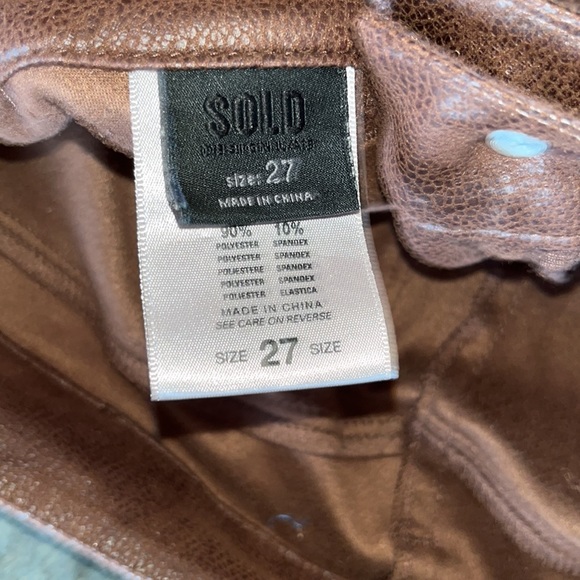 SOLD
size: 27
MADE IN CHINA
90% 10%
POLYESTER SPANDEX
POLYESTER SPANDEX
POLIESTERE SPANDEX
POLYESTER SPANDEX
POLIESTER ELASTICA
MADE IN CHINA
SEE CARE ON REVERSE
SIZE 27 SIZE